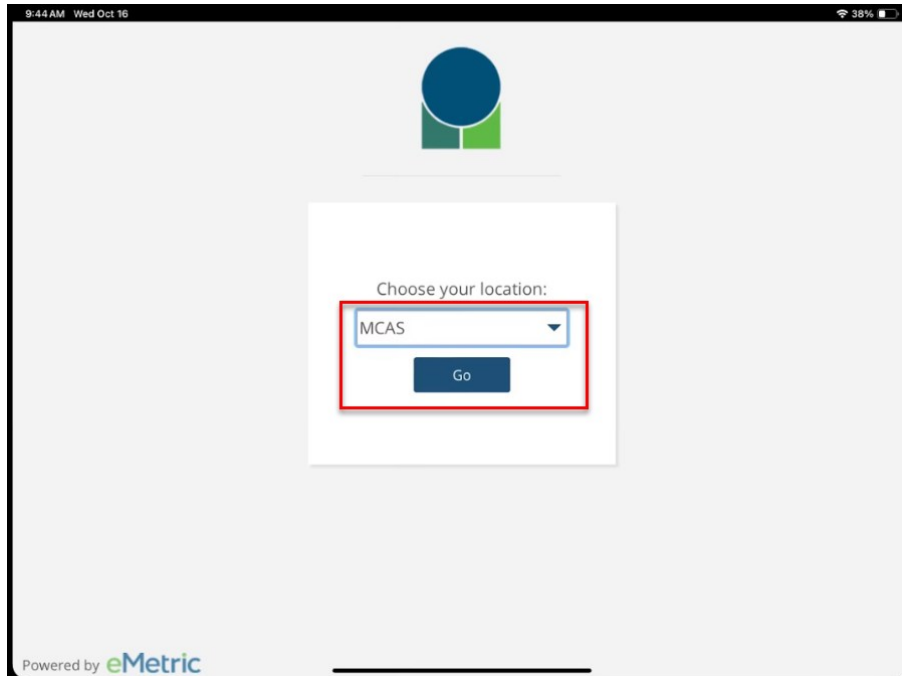 9:44 AM Wed Oct 16 38%
Choose your location:
MCAS
Go
Powered by eMetric